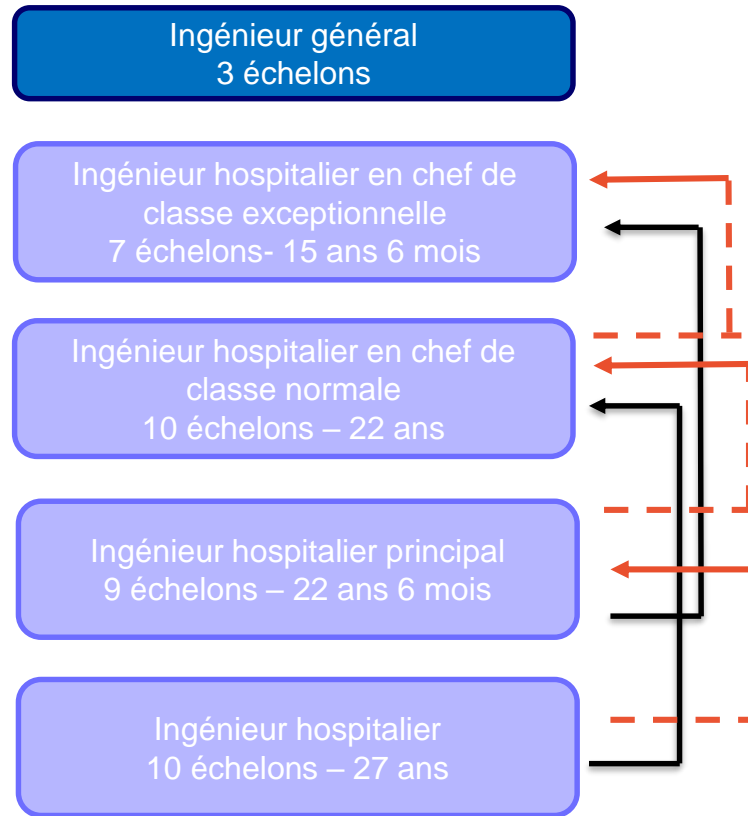 Ingénieur général
3 échelons
Ingénieur hospitalier en chef de
classe exceptionnelle
7 échelons- 15 ans 6 mois
Ingénieur hospitalier en chef de
classe normale
10 échelons – 22 ans
Ingénieur hospitalier principal
9 échelons – 22 ans 6 mois
Ingénieur hospitalier
10 échelons – 27 ans